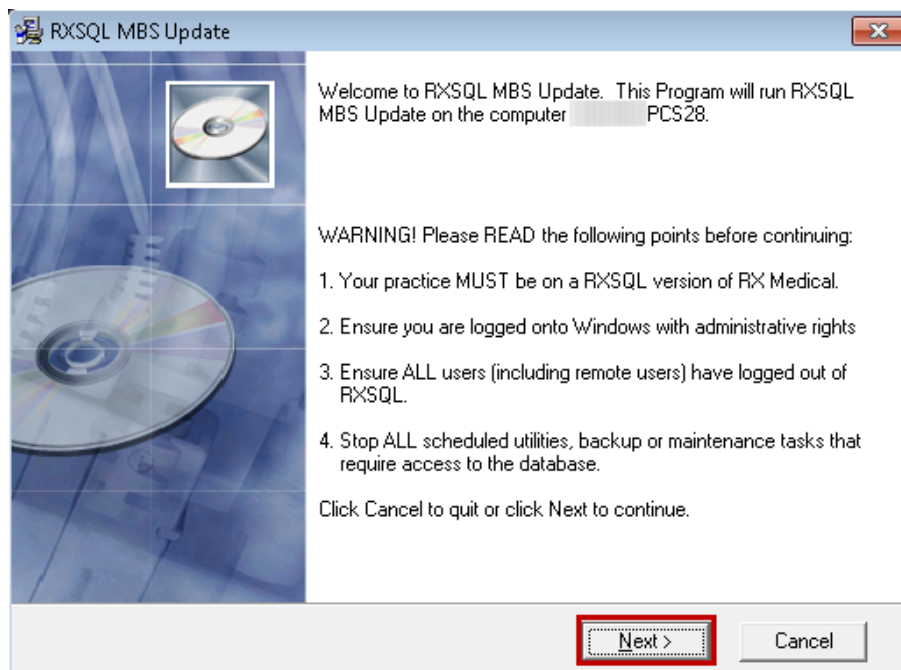 RXSQL MBS Update
Welcome to RXSQL MBS Update. This Program will run RXSQL
MBS Update on the computer PCS28.
WARNING! Please READ the following points before continuing:
1. Your practice MUST be on a RXSQL version of RX Medical.
2. Ensure you are logged onto Windows with administrative rights
3. Ensure ALL users (including remote users) have logged out of
RXSQL.
4. Stop ALL scheduled utilities, backup or maintenance tasks that
require access to the database.
Click Cancel to quit or click Next to continue.
Next >
Cancel